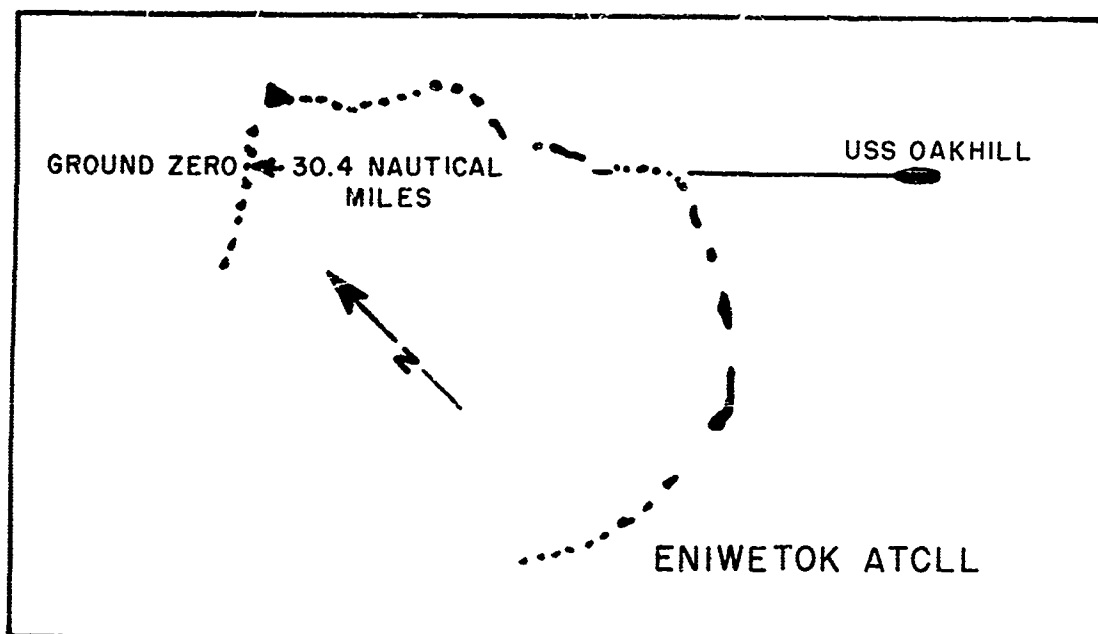 USS OAKHILL
GROUND ZERO
30.4 NAUTICAL
MILES
N
ENIWETOK ATCLL